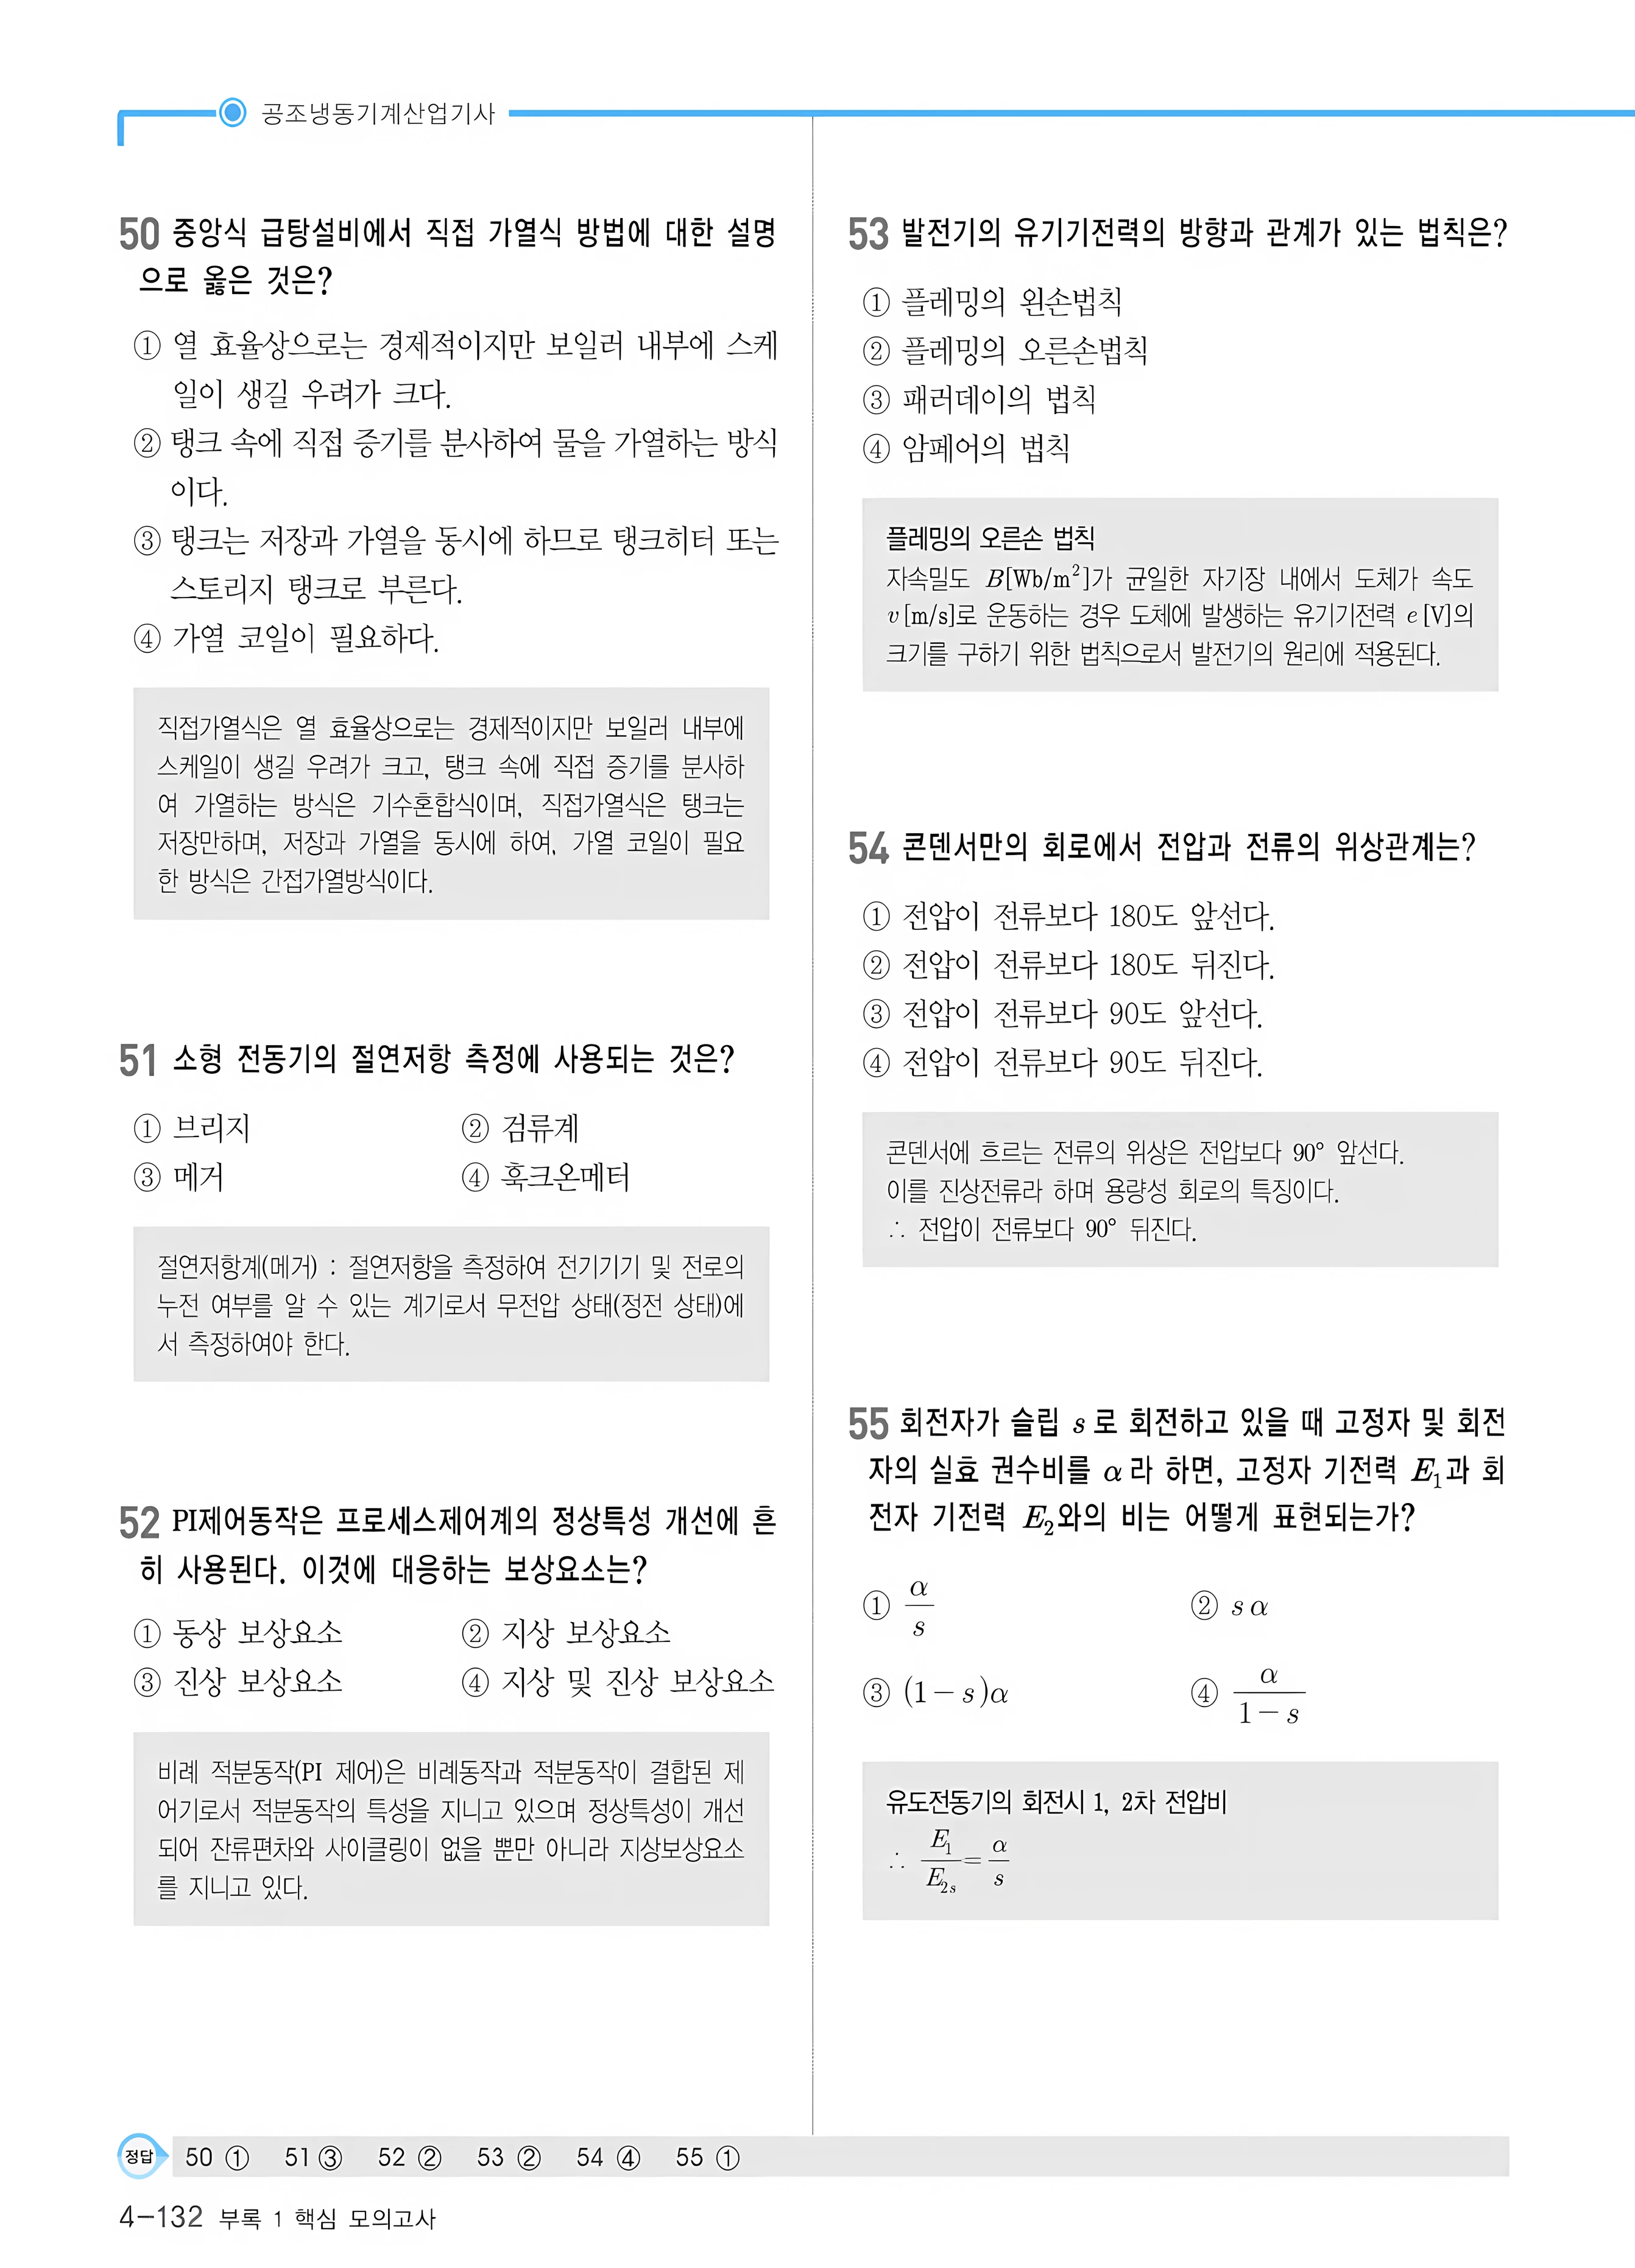 공조냉동기계산업기사
50 중앙식 급탕설비에서 직접 가열식 방법에 대한 설명
으로 옳은 것은?
① 열 효율상으로는 경제적이지만 보일러 내부에 스케
일이 생길 우려가 크다.
② 탱크 속에 직접 증기를 분사하여 물을 가열하는 방식
이다.
③ 탱크는 저장과 가열을 동시에 하므로 탱크히터 또는
스토리지 탱크로 부른다.
④ 가열 코일이 필요하다.
직접가열식은 열 효율상으로는 경제적이지만 보일러 내부에
스케일이 생길 우려가 크고, 탱크 속에 직접 증기를 분사하
여 가열하는 방식은 기수혼합식이며, 직접가열식은 탱크는
저장만하며, 저장과 가열을 동시에 하여, 가열 코일이 필요
한 방식은 간접가열방식이다.
51 소형 전동기의 절연저항 측정에 사용되는 것은?
① 브리지 ② 검류계
③ 메거 ④ 훅크온메터
절연저항계(메거) : 절연저항을 측정하여 전기기기 및 전로의
누전 여부를 알 수 있는 계기로서 무전압 상태(정전 상태)에
서 측정하여야 한다.
52 PI제어동작은 프로세스제어계의 정상특성 개선에 흔
히 사용된다. 이것에 대응하는 보상요소는?
① 동상 보상요소 ② 지상 보상요소
③ 진상 보상요소 ④ 지상 및 진상 보상요소
비례 적분동작(PI 제어)은 비례동작과 적분동작이 결합된 제
어기로서 적분동작의 특성을 지니고 있으며 정상특성이 개선
되어 잔류편차와 사이클링이 없을 뿐만 아니라 지상보상요소
를 지니고 있다.
53 발전기의 유기기전력의 방향과 관계가 있는 법칙은?
① 플레밍의 왼손법칙
② 플레밍의 오른손법칙
③ 패러데이의 법칙
④ 암페어의 법칙
플레밍의 오른손 법칙
자속밀도 B[Wb/m²]가 균일한 자기장 내에서 도체가 속도
v[m/s]로 운동하는 경우 도체에 발생하는 유기기전력 e[V]의
크기를 구하기 위한 법칙으로서 발전기의 원리에 적용된다.
54 콘덴서만의 회로에서 전압과 전류의 위상관계는?
① 전압이 전류보다 180도 앞선다.
② 전압이 전류보다 180도 뒤진다.
③ 전압이 전류보다 90도 앞선다.
④ 전압이 전류보다 90도 뒤진다.
콘덴서에 흐르는 전류의 위상은 전압보다 90° 앞선다.
이를 진상전류라 하며 용량성 회로의 특징이다.
∴ 전압이 전류보다 90° 뒤진다.
55 회전자가 슬립 s로 회전하고 있을 때 고정자 및 회전
자의 실효 권수비를 α라 하면, 고정자 기전력 E₁과 회
전자 기전력 E₂와의 비는 어떻게 표현되는가?
① α/s ② sα
③ (1−s)α ④ α/(1−s)
유도전동기의 회전시 1, 2차 전압비
∴ E₁/E₂s = α/s
정답 50 ① 51 ③ 52 ② 53 ② 54 ④ 55 ①
4-132 부록 1 핵심 모의고사